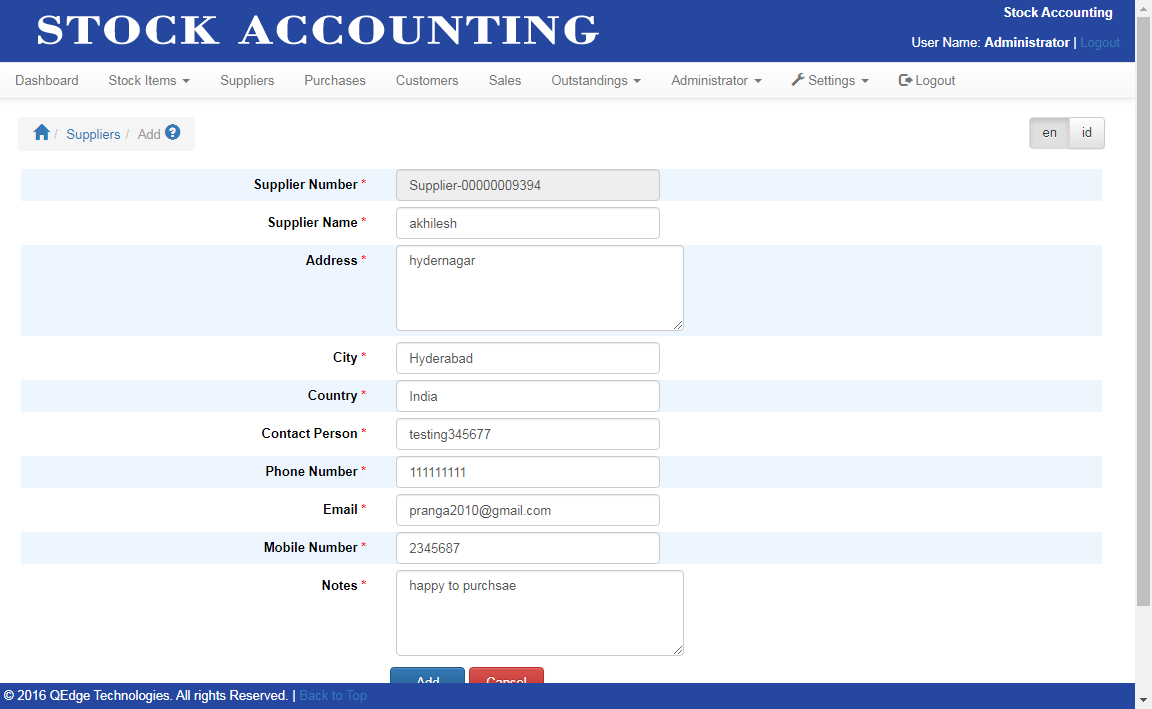 STOCK ACCOUNTING
Stock Accounting
User Name: Administrator | Logout
Dashboard Stock Items Suppliers Purchases Customers Sales Outstandings Administrator Settings Logout
/ Suppliers / Add ?
en id
Supplier Number * Supplier-00000009394
Supplier Name * akhilesh
Address * hydernagar
City * Hyderabad
Country * India
Contact Person * testing345677
Phone Number * 111111111
Email * pranga2010@gmail.com
Mobile Number * 2345687
Notes * happy to purchsae
Add Cancel
© 2016 QEdge Technologies. All rights Reserved. | Back to Top